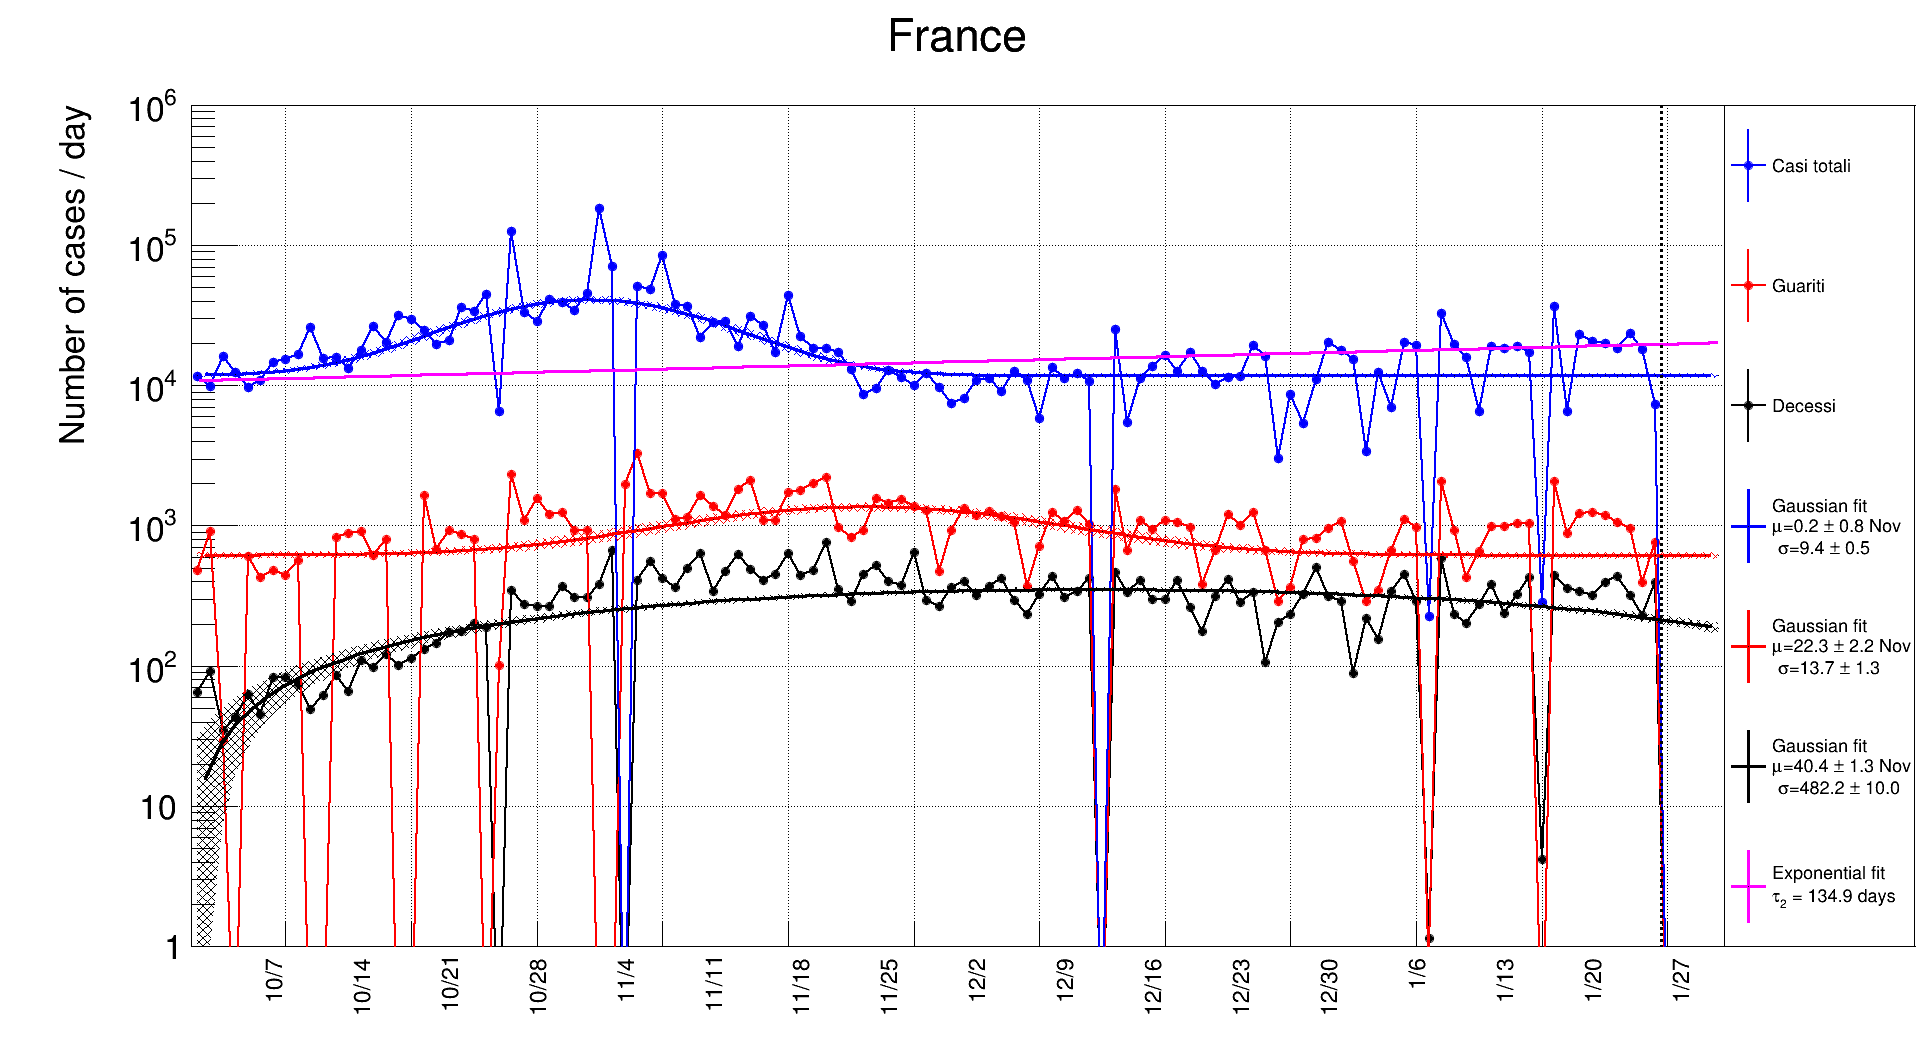 France
Number of cases / day
10⁶
10⁵
10⁴
10³
10²
10
1
10/7
10/14
10/21
10/28
11/4
11/11
11/18
11/25
12/2
12/9
12/16
12/23
12/30
1/6
1/13
1/20
1/27
Casi totali
Guariti
Decessi
Gaussian fit
μ=0.2 ± 0.8 Nov
σ=9.4 ± 0.5
Gaussian fit
μ=22.3 ± 2.2 Nov
σ=13.7 ± 1.3
Gaussian fit
μ=40.4 ± 1.3 Nov
σ=482.2 ± 10.0
Exponential fit
τ₂ = 134.9 days